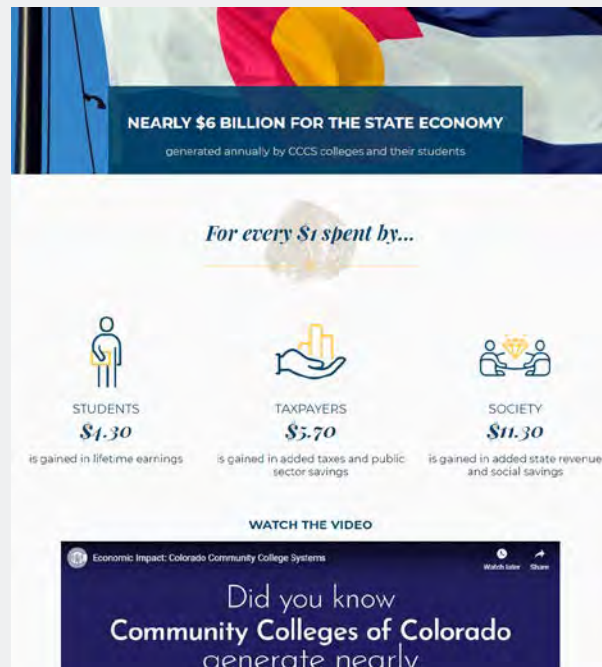 NEARLY $6 BILLION FOR THE STATE ECONOMY
generated annually by CCCS colleges and their students
For every $1 spent by...
STUDENTS
$4.30
is gained in lifetime earnings
TAXPAYERS
$5.70
is gained in added taxes and public
sector savings
SOCIETY
$11.30
is gained in added state revenue
and social savings
WATCH THE VIDEO
Economic Impact: Colorado Community College Systems
Watch later
Share
Did you know
Community Colleges of Colorado
generate nearly